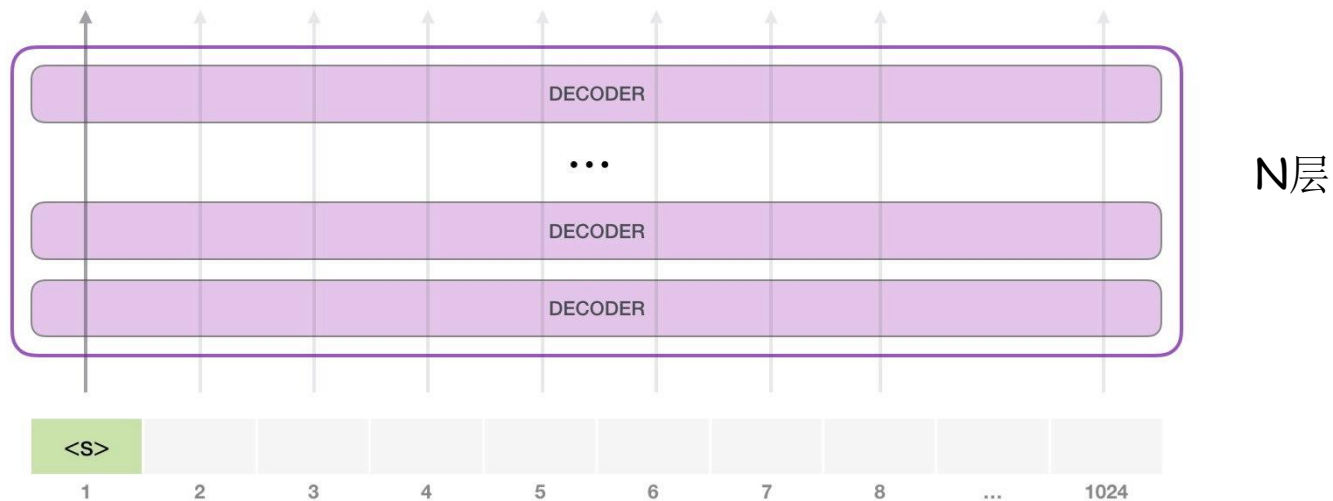 DECODER
...
N层
DECODER
DECODER
<S>
1 2 3 4 5 6 7 8 ... 1024